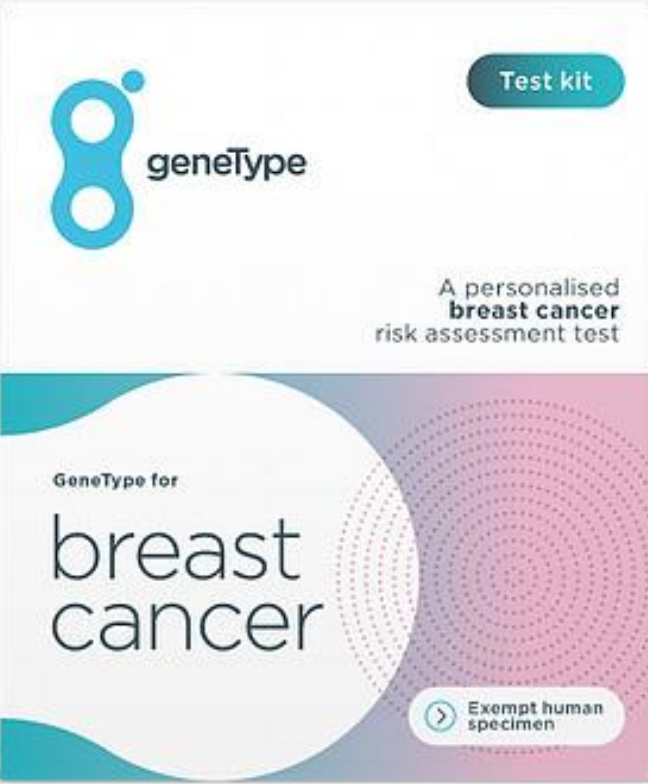 Test kit
geneType
A personalised
breast cancer
risk assessment test
GeneType for
breast
cancer
Exempt human
specimen